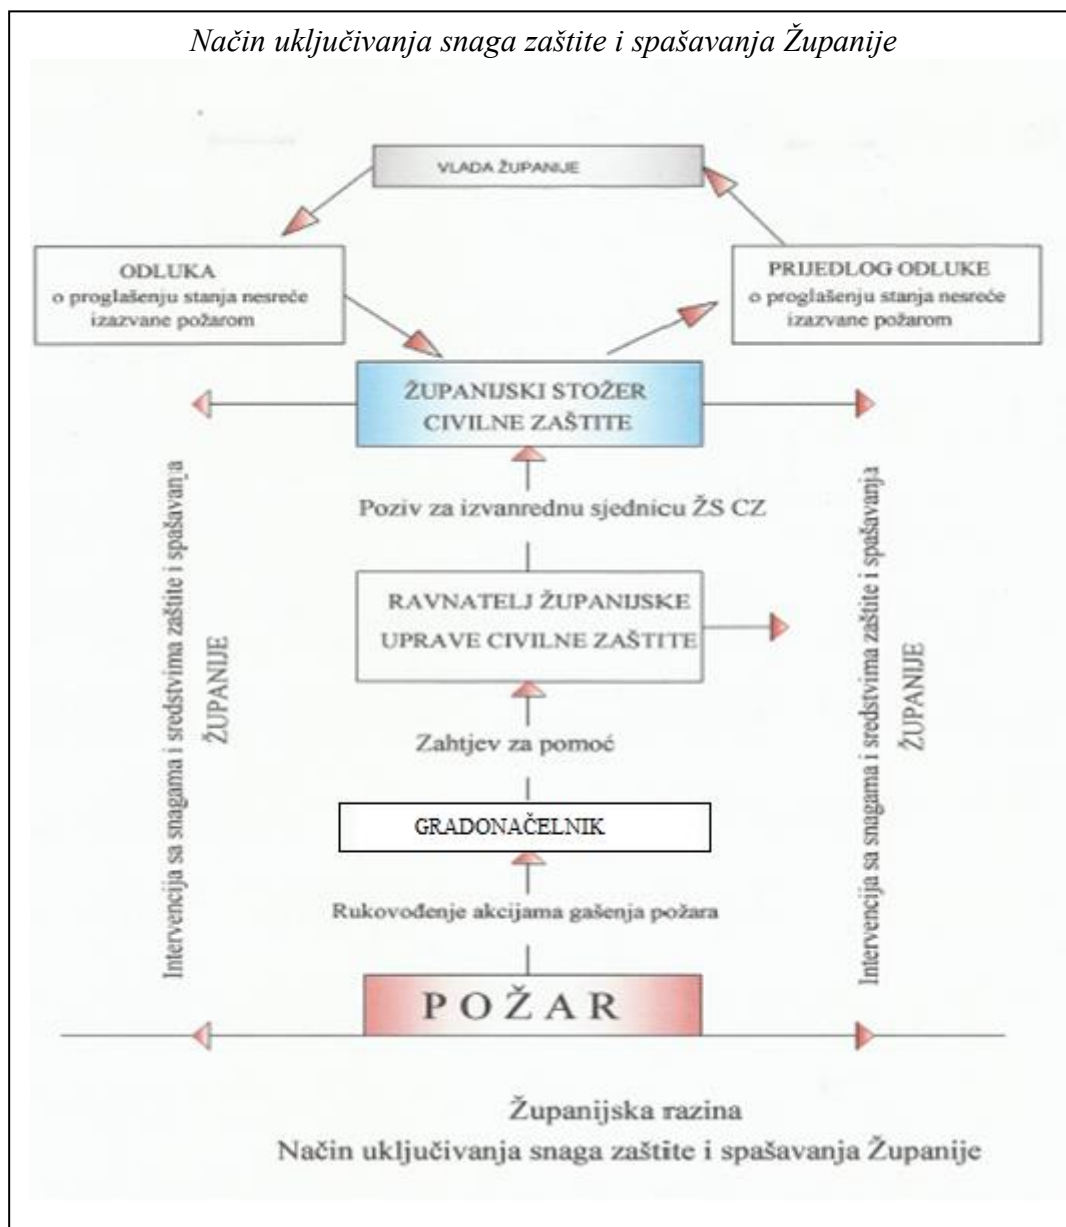 Način uključivanja snaga zaštite i spašavanja Županije
VLADA ŽUPANIJE
ODLUKA
o proglašenju stanja nesreće
izazvane požarom
PRIJEDLOG ODLUKE
o proglašenju stanja nesreće
izazvane požarom
ŽUPANIJSKI STOŽER
CIVILNE ZAŠTITE
Poziv za izvanrednu sjednicu ŽS CZ
RAVNATELJ ŽUPANIJSKE
UPRAVE CIVILNE ZAŠTITE
Zahtjev za pomoć
GRADONAČELNIK
Rukovođenje akcijama gašenja požara
POŽAR
Intervencija sa snagama i sredstvima zaštite i spašavanja
ŽUPANIJE
Intervencija sa snagama i sredstvima zaštite i spašavanja
ŽUPANIJE
Županijska razina
Način uključivanja snaga zaštite i spašavanja Županije